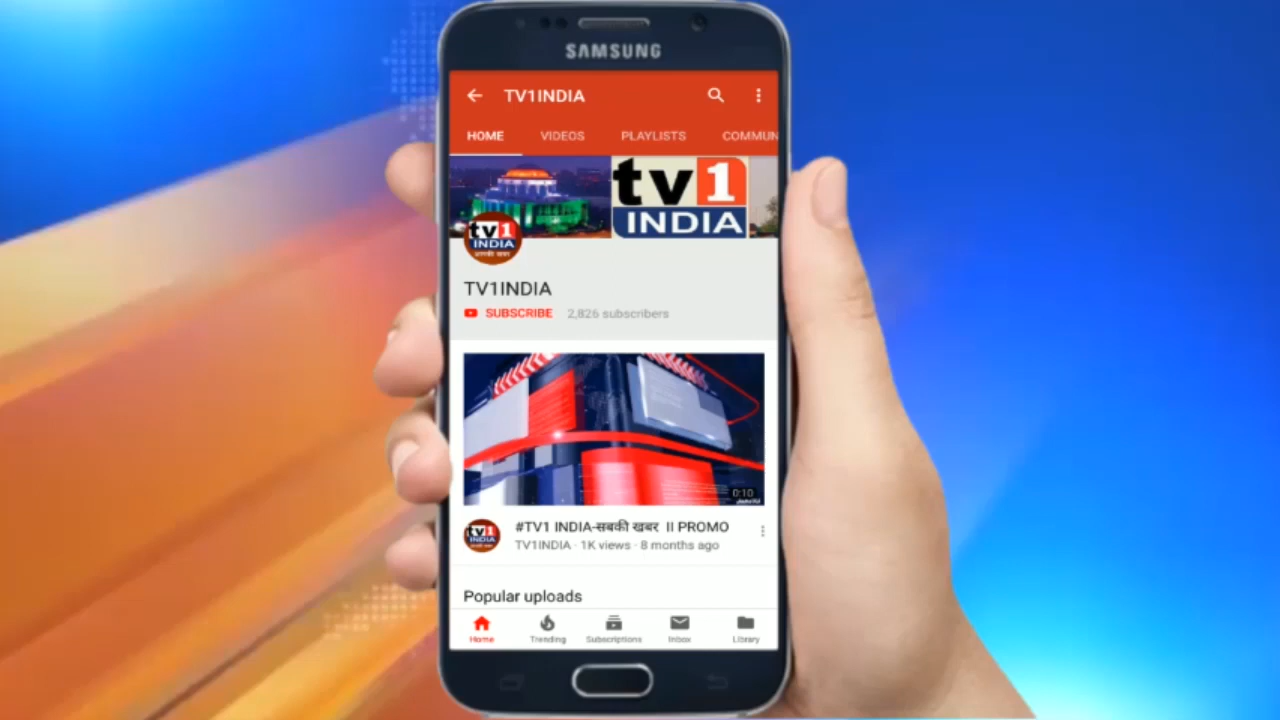 SAMSUNG
TV1INDIA
HOME VIDEOS PLAYLISTS COMMUN
tv1
INDIA
tv1
INDIA
TV1INDIA
SUBSCRIBE 2,826 subscribers
0:10
#TV1 INDIA-सबकी खबर II PROMO
TV1INDIA · 1K views · 8 months ago
tv1
INDIA
Popular uploads
Home Trending Subscriptions Inbox Library